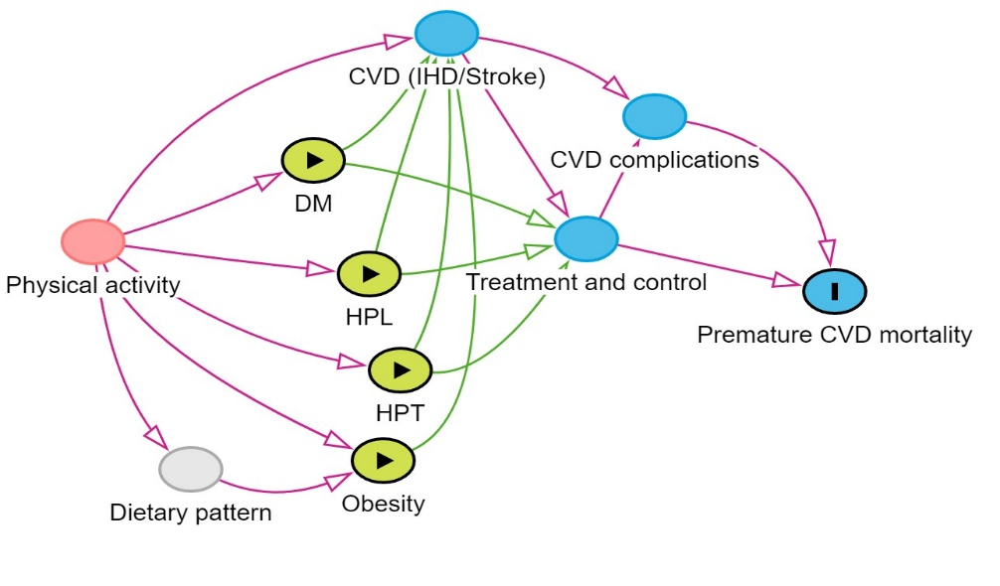 CVD (IHD/Stroke)
CVD complications
DM
Physical activity
HPL
Treatment and control
Premature CVD mortality
HPT
Dietary pattern
Obesity